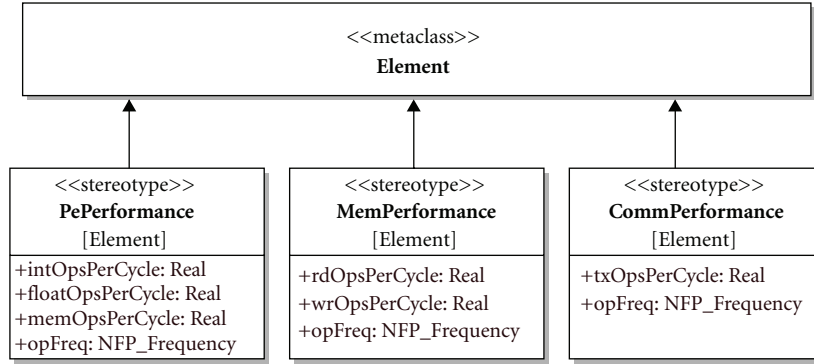 <<metaclass>>
Element
<<stereotype>>
PePerformance
[Element]
+intOpsPerCycle: Real
+floatOpsPerCycle: Real
+memOpsPerCycle: Real
+opFreq: NFP_Frequency
<<stereotype>>
MemPerformance
[Element]
+rdOpsPerCycle: Real
+wrOpsPerCycle: Real
+opFreq: NFP_Frequency
<<stereotype>>
CommPerformance
[Element]
+txOpsPerCycle: Real
+opFreq: NFP_Frequency